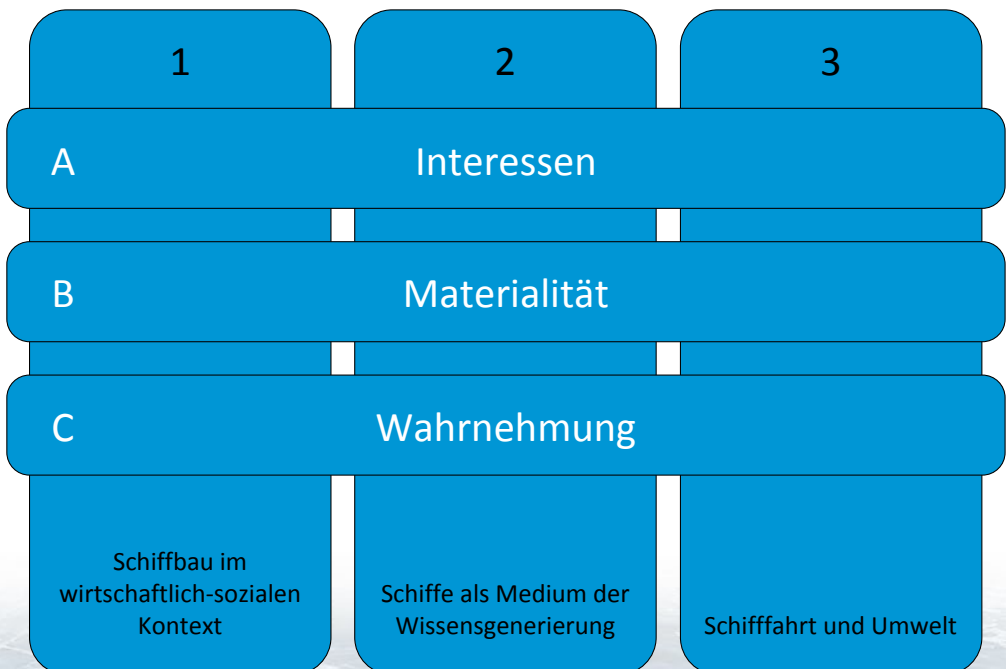 1
2
3
A Interessen
B Materialität
C Wahrnehmung
Schiffbau im
wirtschaftlich-sozialen
Kontext
Schiffe als Medium der
Wissensgenerierung
Schifffahrt und Umwelt